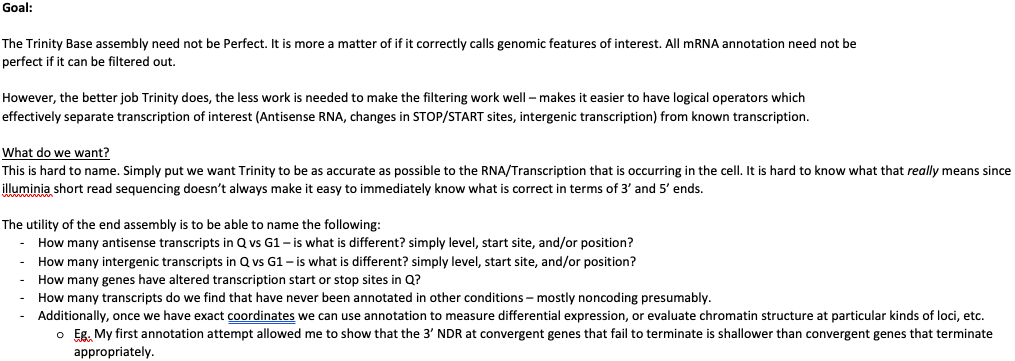 Goal:
The Trinity Base assembly need not be Perfect. It is more a matter of if it correctly calls genomic features of interest. All mRNA annotation need not be
perfect if it can be filtered out.
However, the better job Trinity does, the less work is needed to make the filtering work well – makes it easier to have logical operators which
effectively separate transcription of interest (Antisense RNA, changes in STOP/START sites, intergenic transcription) from known transcription.
What do we want?
This is hard to name. Simply put we want Trinity to be as accurate as possible to the RNA/Transcription that is occurring in the cell. It is hard to know what that really means since
illuminia short read sequencing doesn't always make it easy to immediately know what is correct in terms of 3' and 5' ends.
The utility of the end assembly is to be able to name the following:
- How many antisense transcripts in Q vs G1 – is what is different? simply level, start site, and/or position?
- How many intergenic transcripts in Q vs G1 – is what is different? simply level, start site, and/or position?
- How many genes have altered transcription start or stop sites in Q?
- How many transcripts do we find that have never been annotated in other conditions – mostly noncoding presumably.
- Additionally, once we have exact coordinates we can use annotation to measure differential expression, or evaluate chromatin structure at particular kinds of loci, etc.
o Eg. My first annotation attempt allowed me to show that the 3' NDR at convergent genes that fail to terminate is shallower than convergent genes that terminate
appropriately.